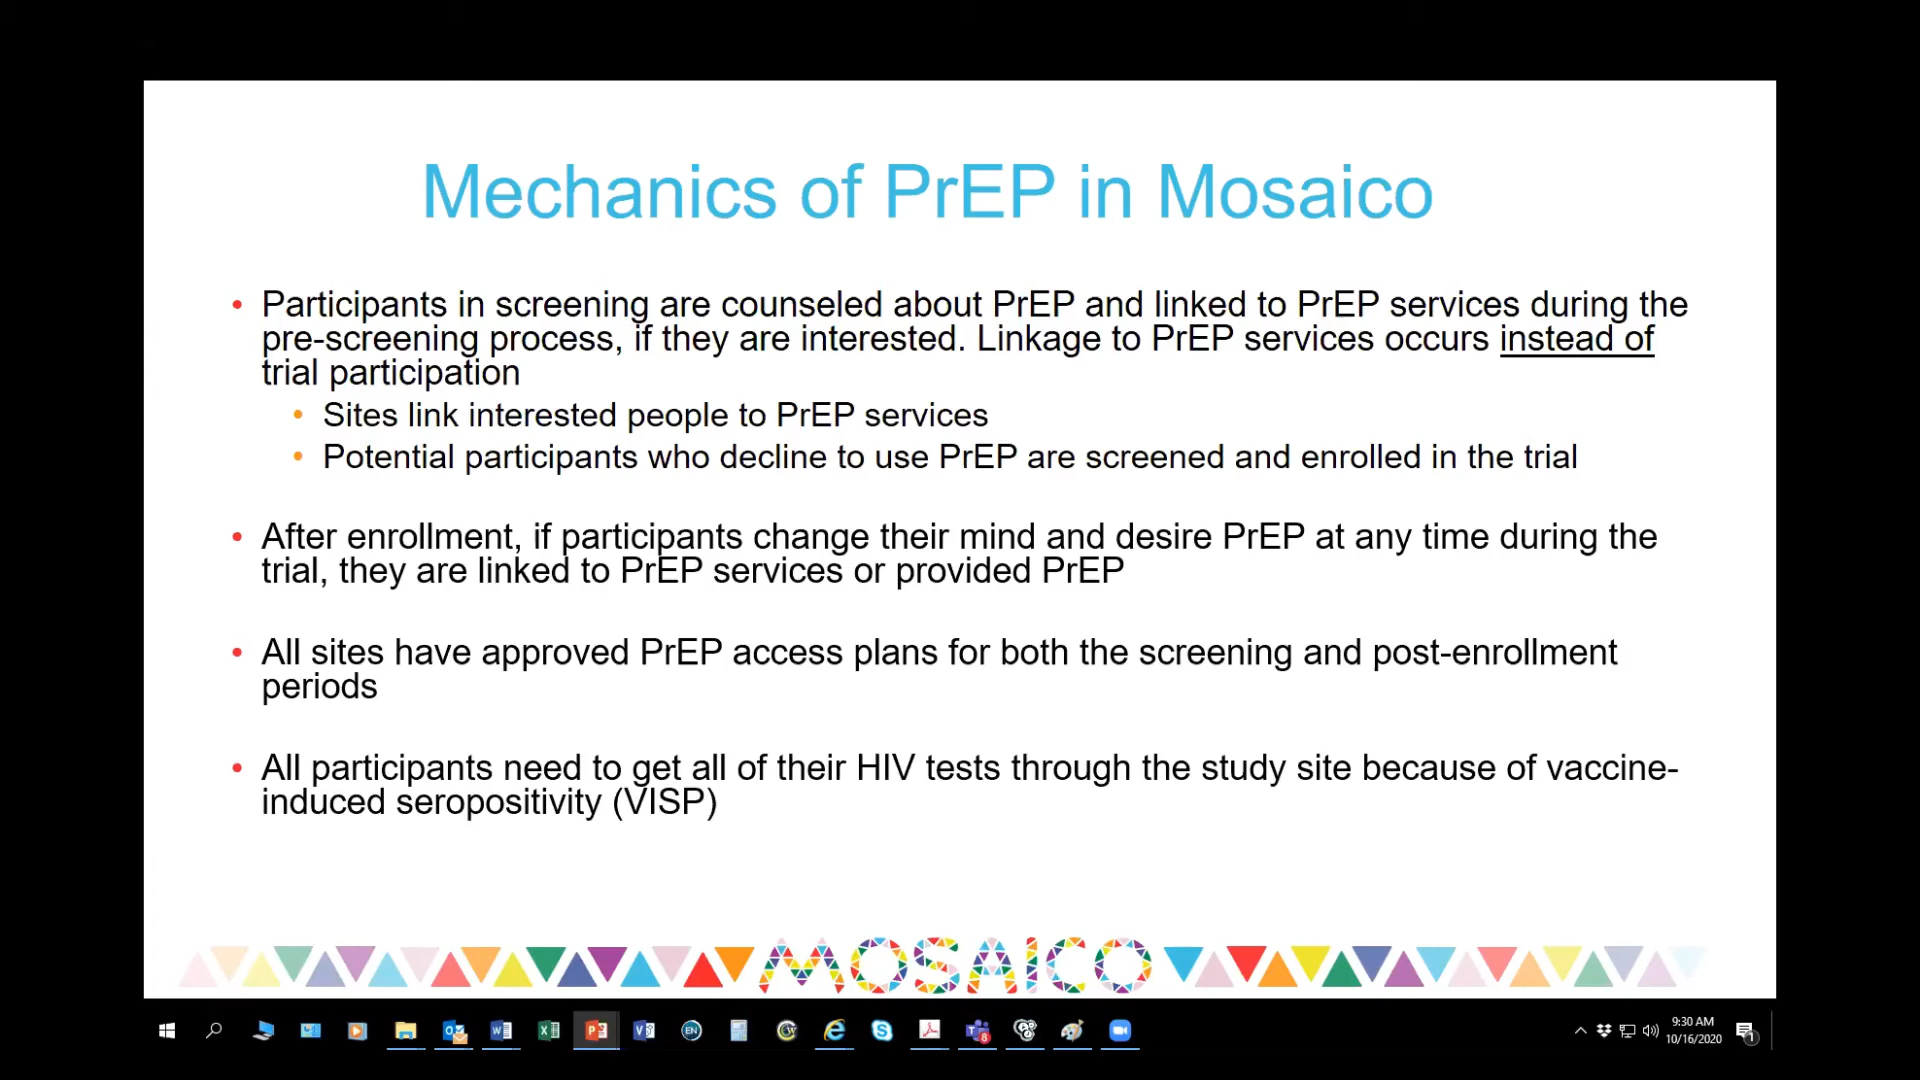 Mechanics of PrEP in Mosaico
• Participants in screening are counseled about PrEP and linked to PrEP services during the
pre-screening process, if they are interested. Linkage to PrEP services occurs instead of
trial participation
• Sites link interested people to PrEP services
• Potential participants who decline to use PrEP are screened and enrolled in the trial
• After enrollment, if participants change their mind and desire PrEP at any time during the
trial, they are linked to PrEP services or provided PrEP
• All sites have approved PrEP access plans for both the screening and post-enrollment
periods
• All participants need to get all of their HIV tests through the study site because of vaccine-
induced seropositivity (VISP)
MOSAICO
EN
8
9:30 AM
10/16/2020
1